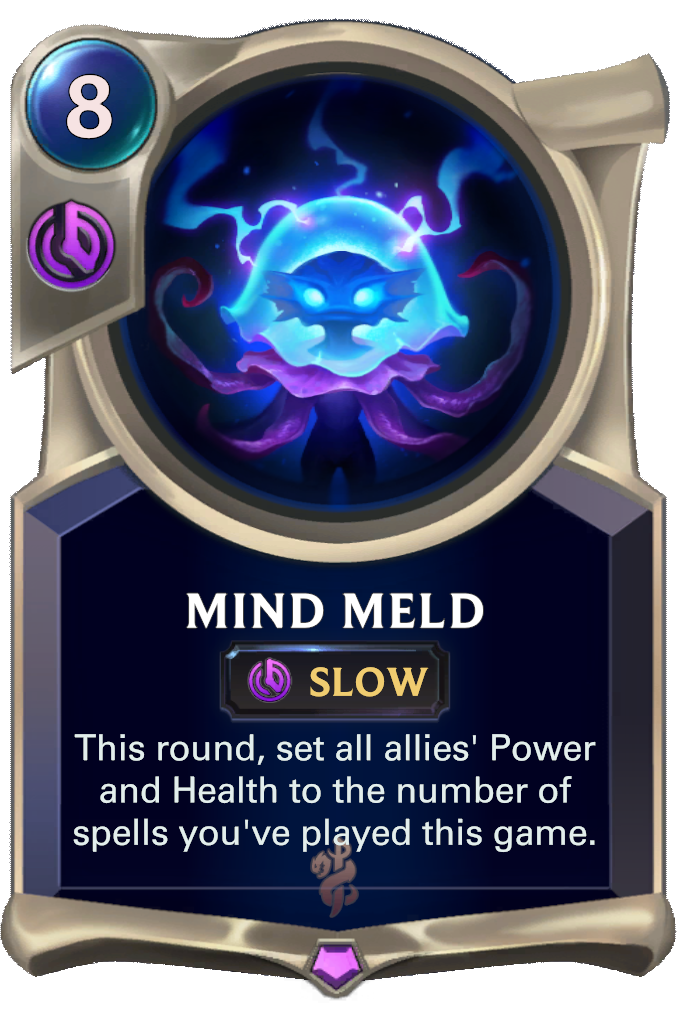 8
MIND MELD
SLOW
This round, set all allies' Power
and Health to the number of
spells you've played this game.